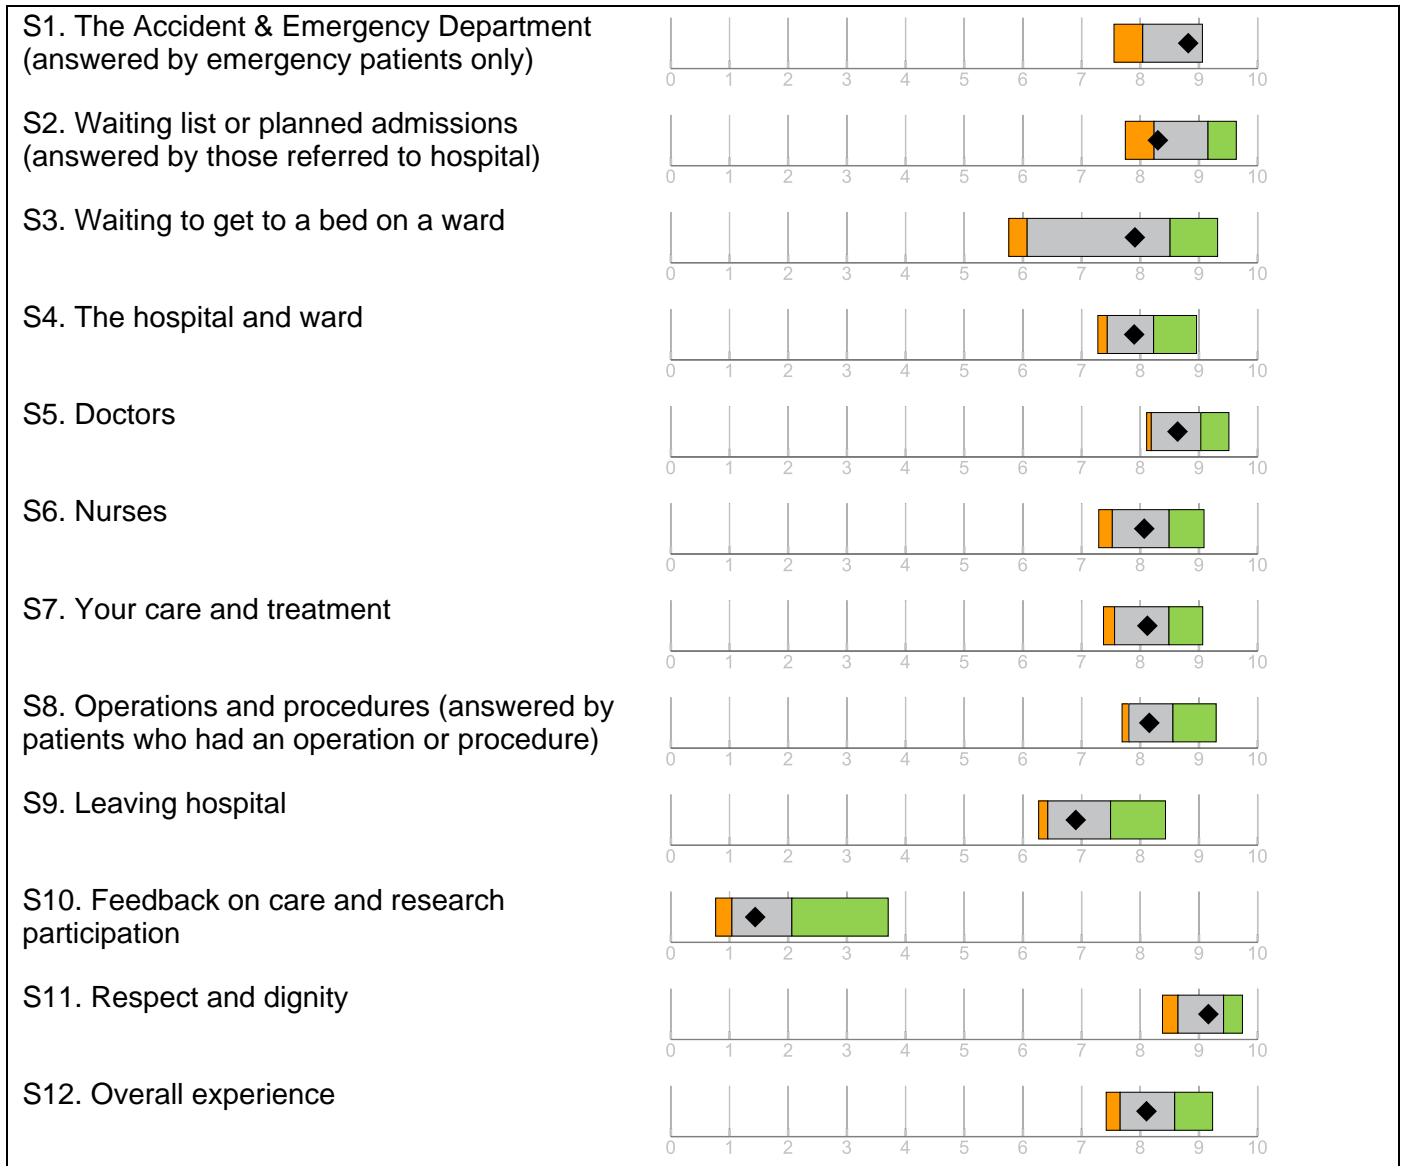 S1. The Accident & Emergency Department
(answered by emergency patients only)
0 1 2 3 4 5 6 7 8 9 10
S2. Waiting list or planned admissions
(answered by those referred to hospital)
0 1 2 3 4 5 6 7 8 9 10
S3. Waiting to get to a bed on a ward
0 1 2 3 4 5 6 7 8 9 10
S4. The hospital and ward
0 1 2 3 4 5 6 7 8 9 10
S5. Doctors
0 1 2 3 4 5 6 7 8 9 10
S6. Nurses
0 1 2 3 4 5 6 7 8 9 10
S7. Your care and treatment
0 1 2 3 4 5 6 7 8 9 10
S8. Operations and procedures (answered by
patients who had an operation or procedure)
0 1 2 3 4 5 6 7 8 9 10
S9. Leaving hospital
0 1 2 3 4 5 6 7 8 9 10
S10. Feedback on care and research
participation
0 1 2 3 4 5 6 7 8 9 10
S11. Respect and dignity
0 1 2 3 4 5 6 7 8 9 10
S12. Overall experience
0 1 2 3 4 5 6 7 8 9 10